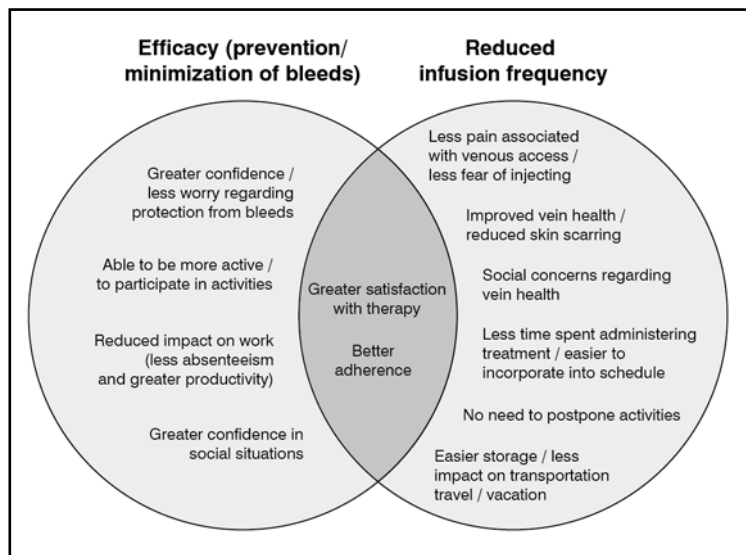 Efficacy (prevention/
minimization of bleeds)
Reduced
infusion frequency
Greater confidence /
less worry regarding
protection from bleeds
Able to be more active /
to participate in activities
Reduced impact on work
(less absenteeism
and greater productivity)
Greater confidence in
social situations
Greater satisfaction
with therapy
Better
adherence
Less pain associated
with venous access /
less fear of injecting
Improved vein health /
reduced skin scarring
Social concerns regarding
vein health
Less time spent administering
treatment / easier to
incorporate into schedule
No need to postpone activities
Easier storage / less
impact on transportation
travel / vacation